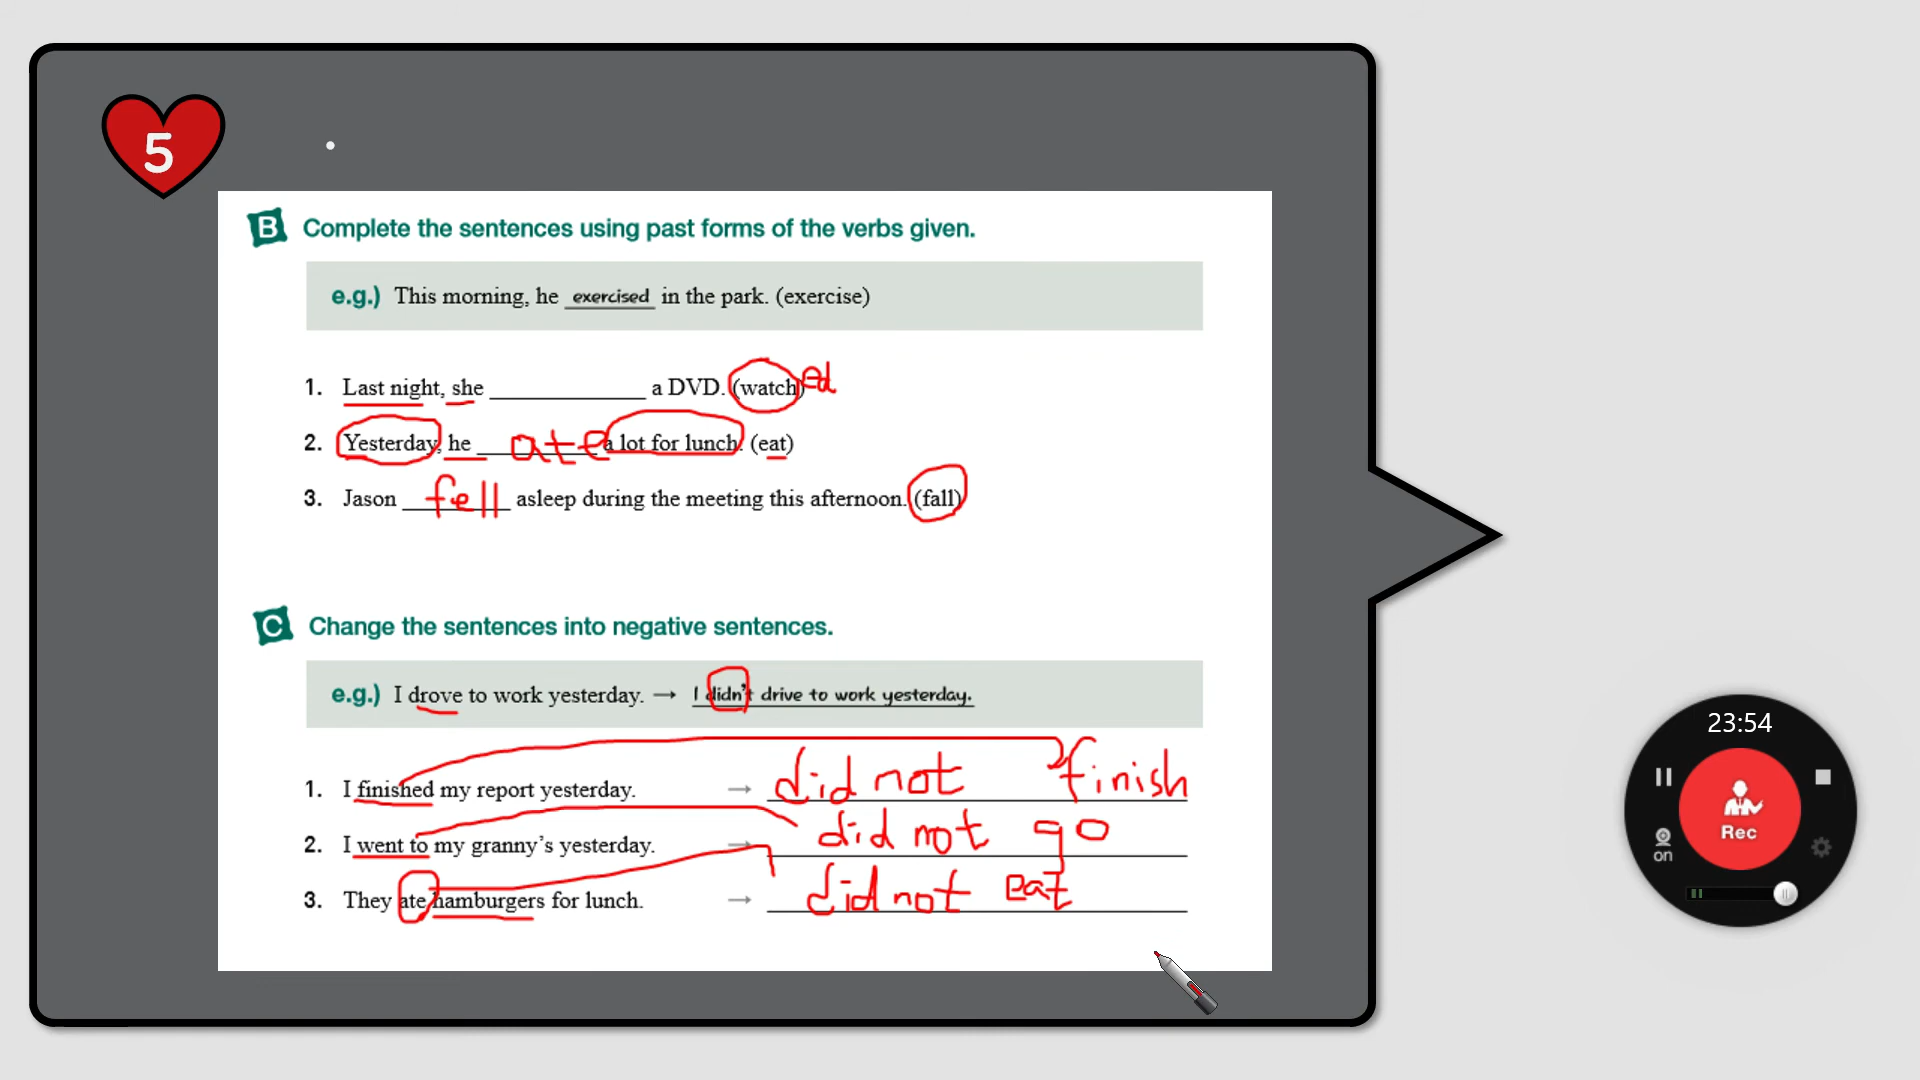 5
B Complete the sentences using past forms of the verbs given.
e.g.) This morning, he exercised in the park. (exercise)
1. Last night, she ____________ a DVD. (watch) ed
2. Yesterday, he ate a lot for lunch. (eat)
3. Jason fell asleep during the meeting this afternoon. (fall)
C Change the sentences into negative sentences.
e.g.) I drove to work yesterday. → I didn't drive to work yesterday.
1. I finished my report yesterday. → did not finish
2. I went to my granny's yesterday. → did not go
3. They ate hamburgers for lunch. → did not eat
23:54
Rec
on